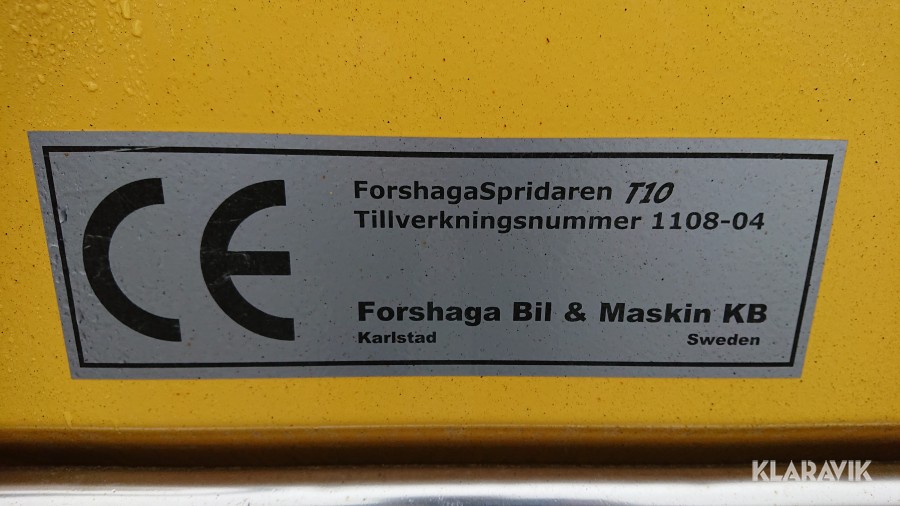 CE
ForshagaSpridaren T10
Tillverkningsnummer 1108-04
Forshaga Bil & Maskin KB
Karlstad Sweden
KLARAVIK